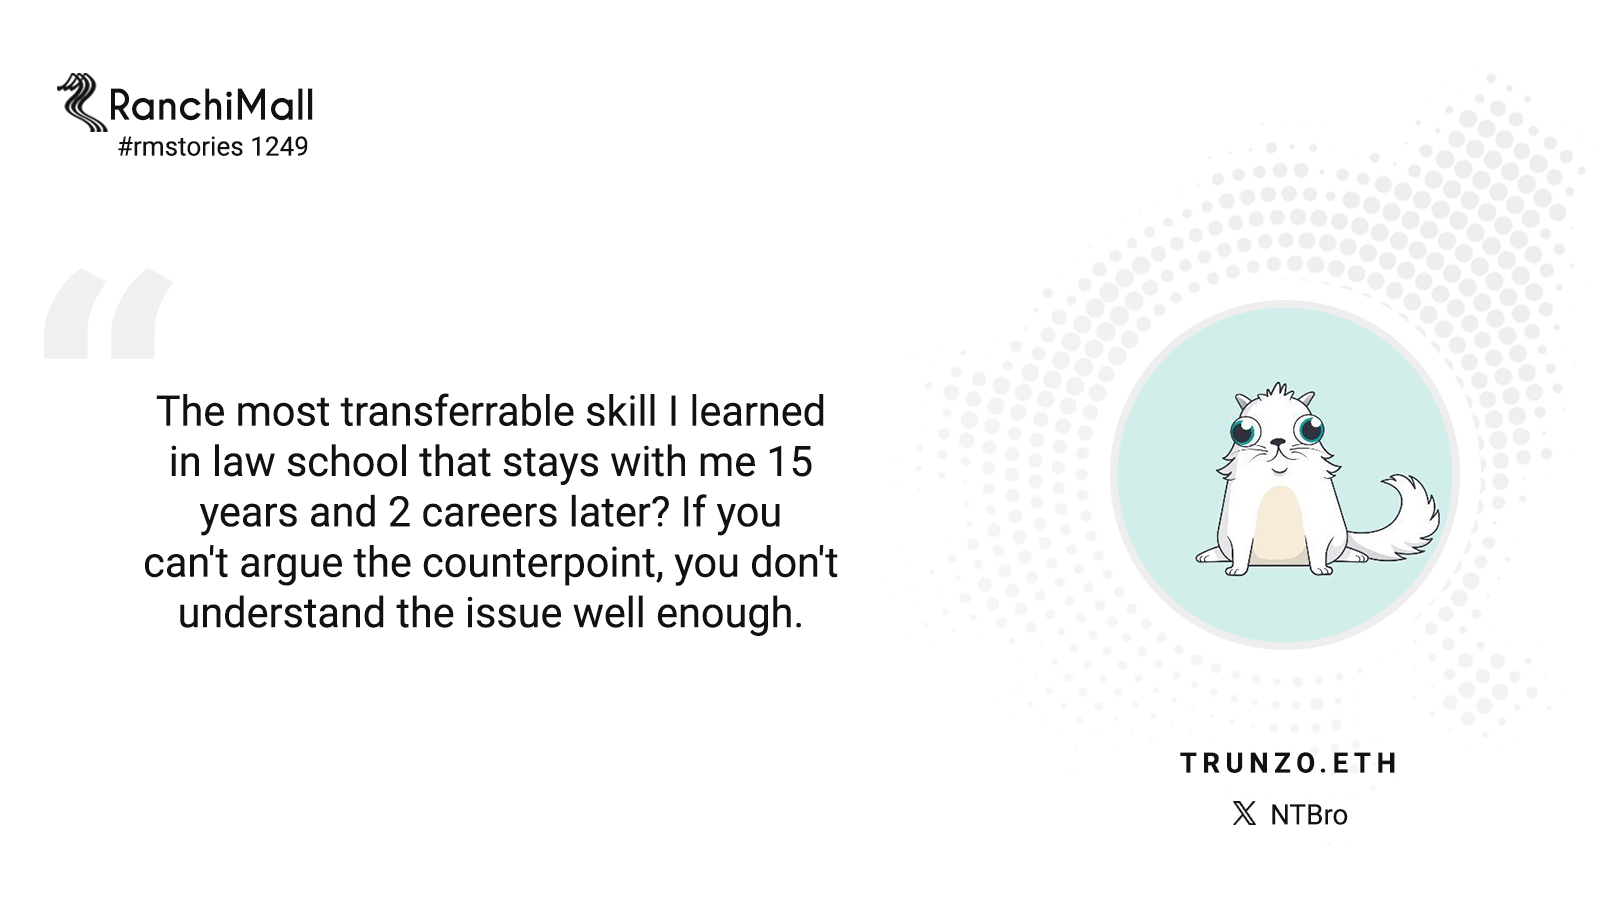 RanchiMall
#rmstories 1249
“
The most transferrable skill I learned
in law school that stays with me 15
years and 2 careers later? If you
can't argue the counterpoint, you don't
understand the issue well enough.
TRUNZO.ETH
𝕏 NTBro